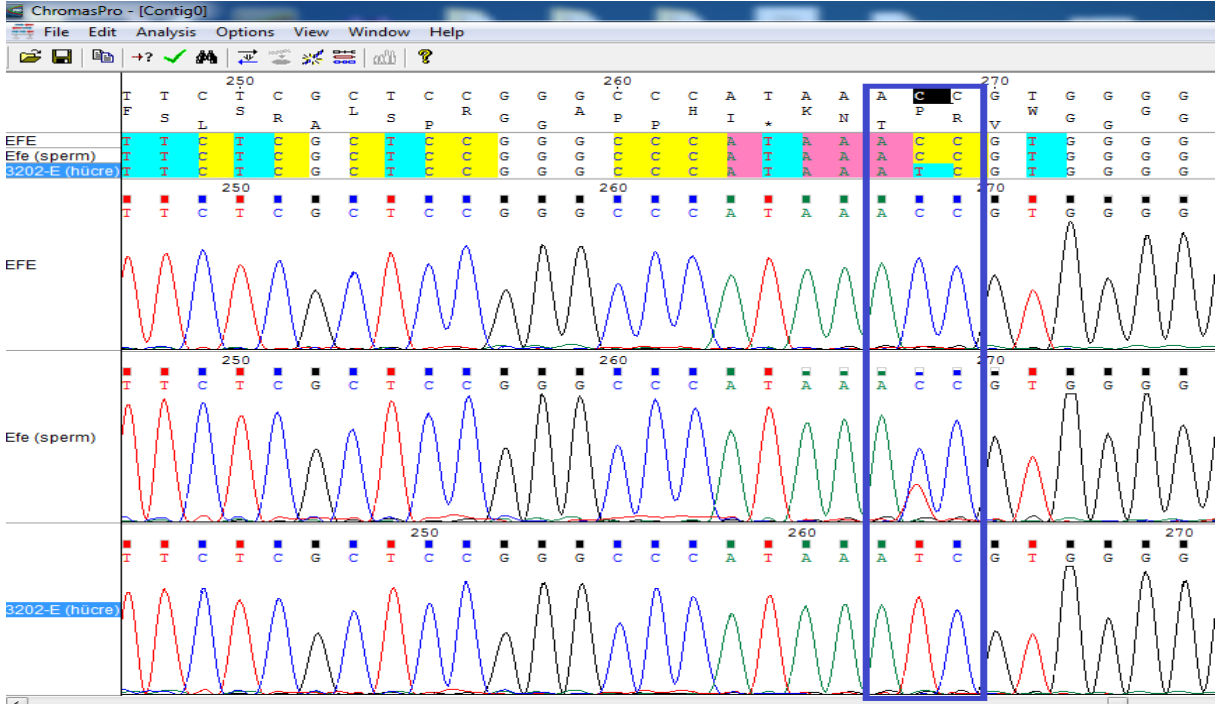 ChromasPro - [Contig0]
File Edit Analysis Options View Window Help
250 260 270
T T C T C G C T C C G G G C C C A T A A A C C G T G G G G
F S L S R A L S P R G G A P P H I * K N T P R V W G G G G
EFE T T C T C G C T C C G G G C C C A T A A A C C G T G G G G
Efe (sperm) T T C T C G C T C C G G G C C C A T A A A C C G T G G G G
3202-E (hücre) T T C T C G C T C C G G G C C C A T A A A T C G T G G G G
250 260 270
T T C T C G C T C C G G G C C C A T A A A C C G T G G G G
EFE
250 260 270
T T C T C G C T C C G G G C C C A T A A A C C G T G G G G
Efe (sperm)
250 260 270
T T C T C G C T C C G G G C C C A T A A A T C G T G G G G
3202-E (hücre)